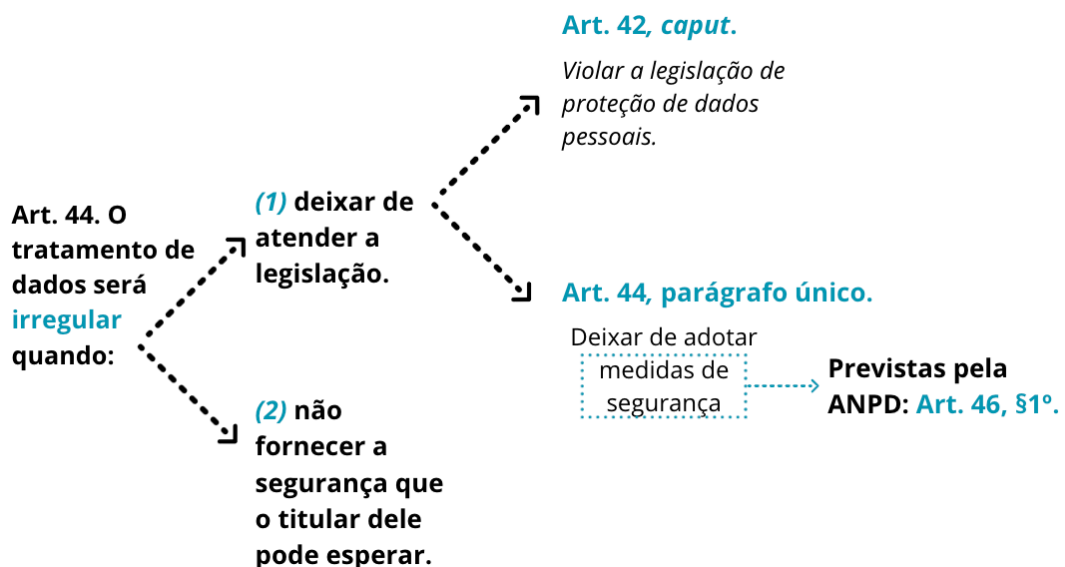 Art. 44. O
tratamento de
dados será
irregular
quando:
(1) deixar de
atender a
legislação.
(2) não
fornecer a
segurança que
o titular dele
pode esperar.
Art. 42, caput.
Violar a legislação de
proteção de dados
pessoais.
Art. 44, parágrafo único.
Deixar de adotar
medidas de
segurança
Previstas pela
ANPD: Art. 46, §1º.